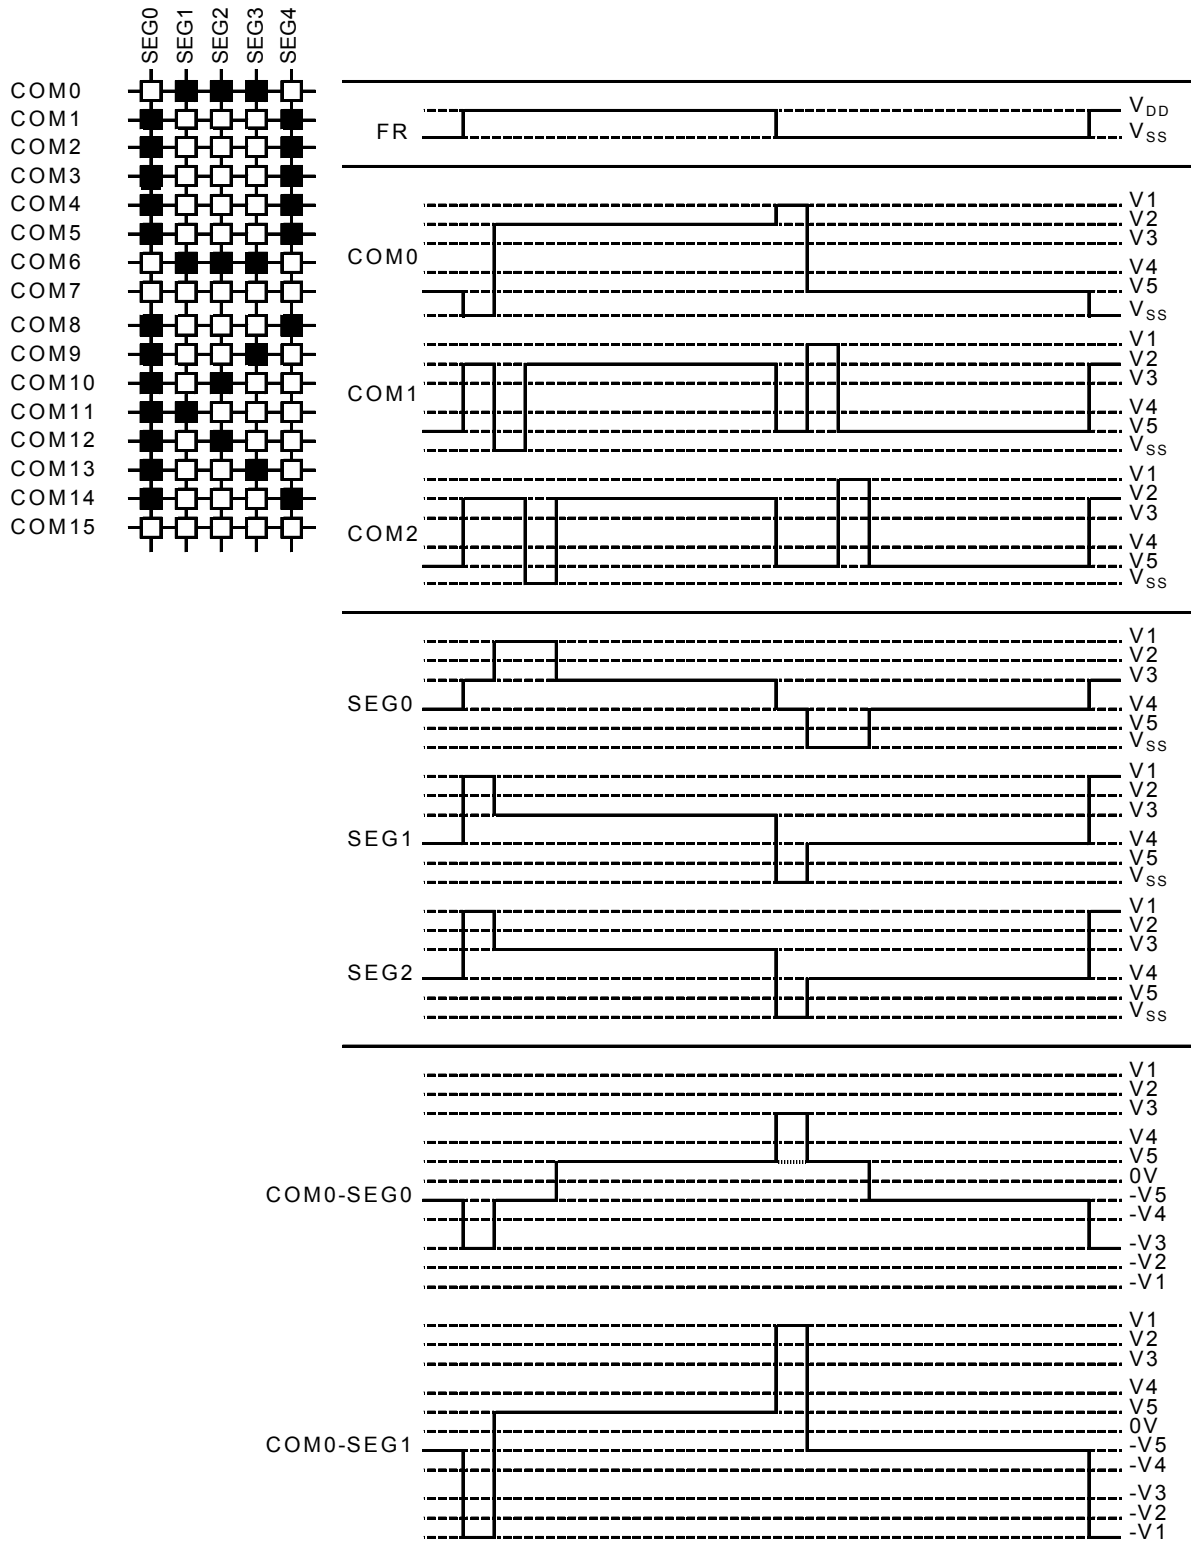 SEG0 SEG1 SEG2 SEG3 SEG4
COM0
COM1
COM2
COM3
COM4
COM5
COM6
COM7
COM8
COM9
COM10
COM11
COM12
COM13
COM14
COM15
FR
VDD
VSS
COM0
V1
V2
V3
V4
V5
VSS
COM1
V1
V2
V3
V4
V5
VSS
COM2
V1
V2
V3
V4
V5
VSS
SEG0
V1
V2
V3
V4
V5
VSS
SEG1
V1
V2
V3
V4
V5
VSS
SEG2
V1
V2
V3
V4
V5
VSS
COM0-SEG0
V1
V2
V3
V4
V5
0V
-V5
-V4
-V3
-V2
-V1
COM0-SEG1
V1
V2
V3
V4
V5
0V
-V5
-V4
-V3
-V2
-V1